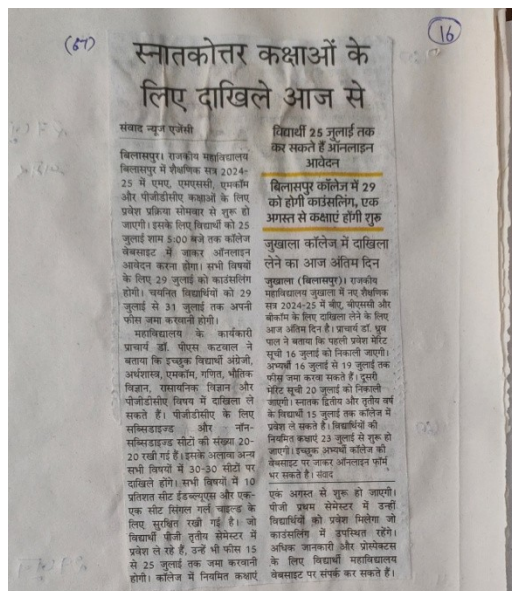 (67)
16
स्नातकोत्तर कक्षाओं के
लिए दाखिले आज से
संवाद न्यूज एजेंसी
बिलासपुर। राजकीय महाविद्यालय
बिलासपुर में शैक्षणिक सत्र 2024-
25 में एमए, एमएससी, एमकॉम
और पीजीडीसीए कक्षाओं के लिए
प्रवेश प्रक्रिया सोमवार से शुरू हो
जाएगी। इसके लिए विद्यार्थी को 25
जुलाई शाम 5:00 बजे तक कॉलेज
वेबसाइट में जाकर ऑनलाइन
आवेदन करना होगा। सभी विषयों
के लिए 29 जुलाई को काउंसलिंग
होगी। चयनित विद्यार्थियों को 29
जुलाई से 31 जुलाई तक अपनी
फीस जमा करवानी होगी।
महाविद्यालय के कार्यकारी
प्राचार्य डॉ. पीएस कटवाल ने
बताया कि इच्छुक विद्यार्थी अंग्रेजी,
अर्थशास्त्र, एमकॉम, गणित, भौतिक
विज्ञान, रासायनिक विज्ञान और
पीजीडीसीए विषय में दाखिला ले
सकते हैं। पीजीडीसीए के लिए
सब्सिडाइज्ड और नॉन-
सब्सिडाइज्ड सीटों की संख्या 20-
20 रखी गई हैं। इसके अलावा अन्य
सभी विषयों में 30-30 सीटों पर
दाखिले होंगे। सभी विषयों में 10
प्रतिशत सीट ईडब्ल्यूएस और एक-
एक सीट सिंगल गर्ल चाइल्ड के
लिए सुरक्षित रखी गई है। जो
विद्यार्थी पीजी तृतीय सेमेस्टर में
प्रवेश ले रहे हैं, उन्हें भी फीस 15
से 25 जुलाई तक जमा करवानी
होगी। कॉलेज में नियमित कक्षाएं
विद्यार्थी 25 जुलाई तक
कर सकते हैं ऑनलाइन
आवेदन
बिलासपुर कॉलेज में 29
को होगी काउंसलिंग, एक
अगस्त से कक्षाएं होंगी शुरू
जुखाला कॉलेज में दाखिला
लेने का आज अंतिम दिन
जुखाला (बिलासपुर)। राजकीय
महाविद्यालय जुखाला में नए शैक्षणिक
सत्र 2024-25 में बीए, बीएससी और
बीकॉम के लिए दाखिला लेने के लिए
आज अंतिम दिन है। प्राचार्य डॉ. ध्रुव
पाल ने बताया कि पहली प्रवेश मेरिट
सूची 16 जुलाई को निकाली जाएगी।
अभ्यर्थी 16 जुलाई से 19 जुलाई तक
फीस जमा करवा सकते हैं। दूसरी
मेरिट सूची 20 जुलाई को निकाली
जाएगी। स्नातक द्वितीय और तृतीय वर्ष
के विद्यार्थी 15 जुलाई तक कॉलेज में
प्रवेश ले सकते हैं। विद्यार्थियों की
नियमित कक्षाएं 23 जुलाई से शुरू हो
जाएगी। इच्छुक अभ्यर्थी कॉलेज की
वेबसाइट पर जाकर ऑनलाइन फॉर्म
भर सकते हैं। संवाद
एक अगस्त से शुरू हो जाएगी।
पीजी प्रथम सेमेस्टर में उन्हीं
विद्यार्थियों को प्रवेश मिलेगा जो
काउंसलिंग में उपस्थित रहेंगे।
अधिक जानकारी और प्रोस्पेक्टस
के लिए विद्यार्थी महाविद्यालय
वेबसाइट पर संपर्क कर सकते हैं।